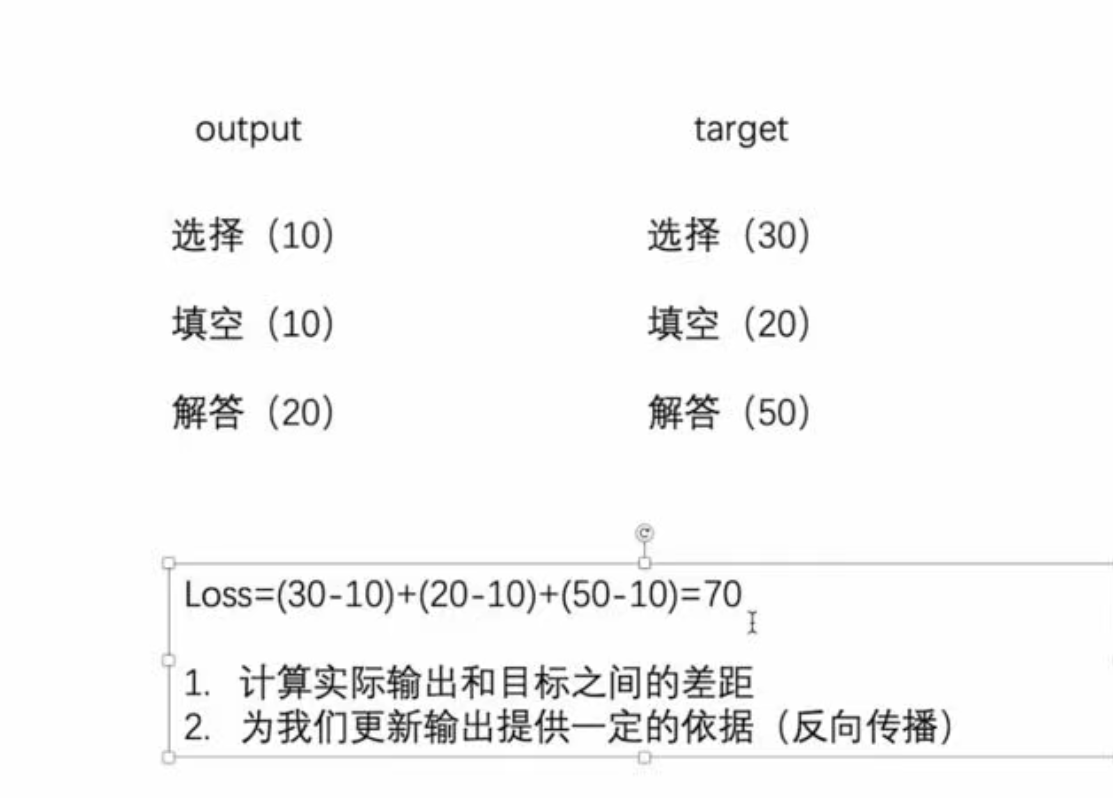 output target
选择（10） 选择（30）
填空（10） 填空（20）
解答（20） 解答（50）
Loss=(30-10)+(20-10)+(50-10)=70
1. 计算实际输出和目标之间的差距
2. 为我们更新输出提供一定的依据（反向传播）